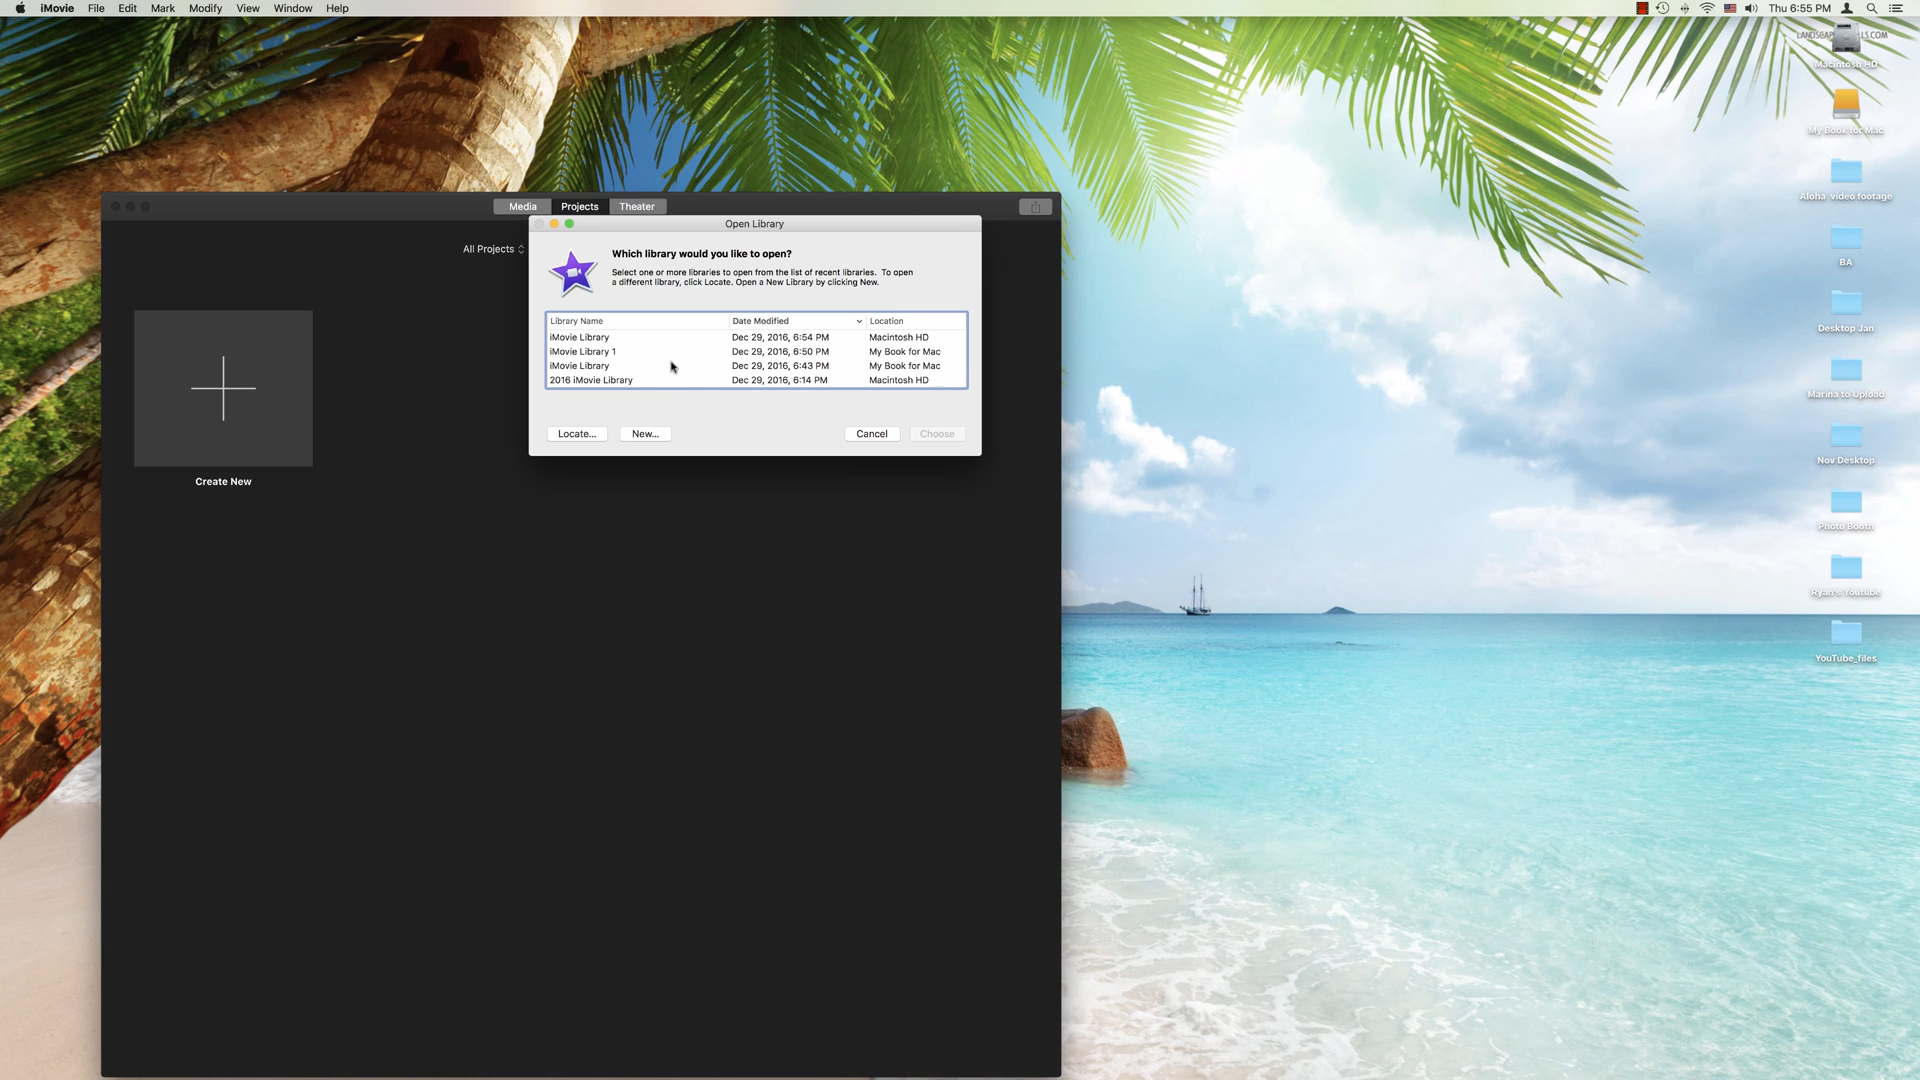 iMovie File Edit Mark Modify View Window Help
Thu 6:55 PM
Macintosh HD
My Book for Mac
Aloha video footage
BA
Desktop Jan
Marina to Upload
Nov Desktop
Photo Booth
Ryan's Youtube
YouTube_files
Media Projects Theater
All Projects
Create New
Open Library
Which library would you like to open?
Select one or more libraries to open from the list of recent libraries. To open
a different library, click Locate. Open a New Library by clicking New.
Library Name Date Modified Location
iMovie Library Dec 29, 2016, 6:54 PM Macintosh HD
iMovie Library 1 Dec 29, 2016, 6:50 PM My Book for Mac
iMovie Library Dec 29, 2016, 6:43 PM My Book for Mac
2016 iMovie Library Dec 29, 2016, 6:14 PM Macintosh HD
Locate... New... Cancel Choose